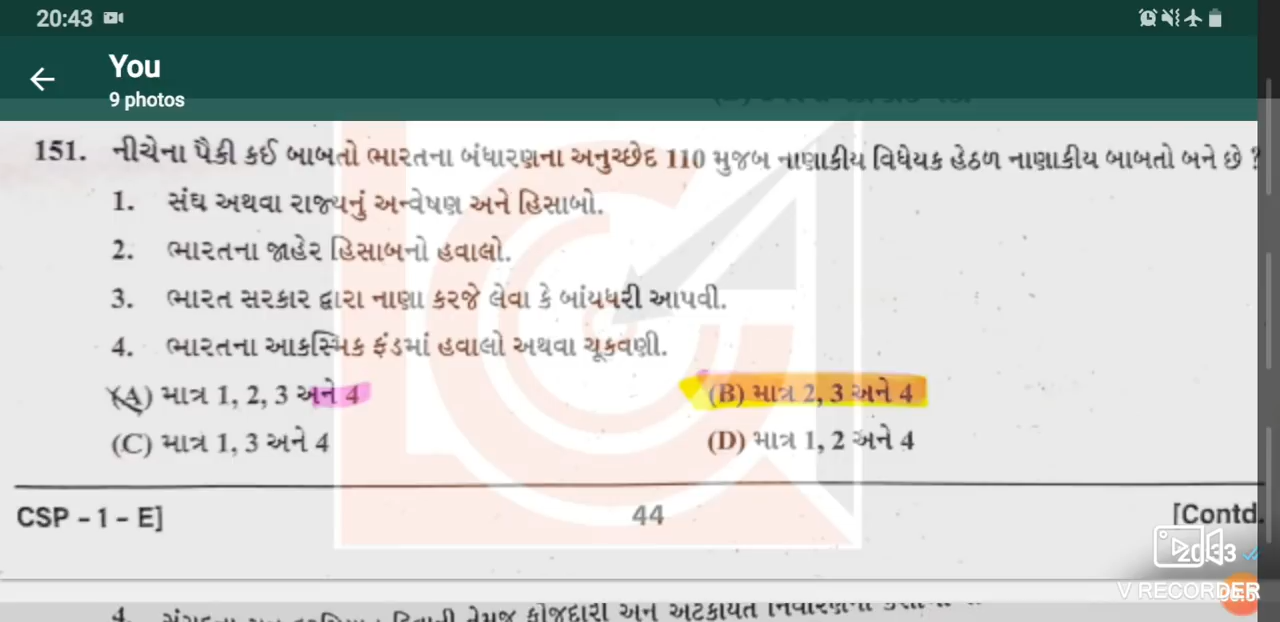 20:43
You
9 photos
151. નીચેના પૈકી કઈ બાબતો ભારતના બંધારણના અનુચ્છેદ 110 મુજબ નાણાકીય વિધેયક હેઠળ નાણાકીય બાબતો બને છે ?
1. સંઘ અથવા રાજ્યનું અન્વેષણ અને હિસાબો.
2. ભારતના જાહેર હિસાબનો હવાલો.
3. ભારત સરકાર દ્વારા નાણા કરજે લેવા કે બાંયધરી આપવી.
4. ભારતના આકસ્મિક ફંડમાં હવાલો અથવા ચૂકવણી.
(A) માત્ર 1, 2, 3 અને 4 (B) માત્ર 2, 3 અને 4
(C) માત્ર 1, 3 અને 4 (D) માત્ર 1, 2 અને 4
CSP – 1 – E] 44 [Contd.
20:33
V RECORDER
4.